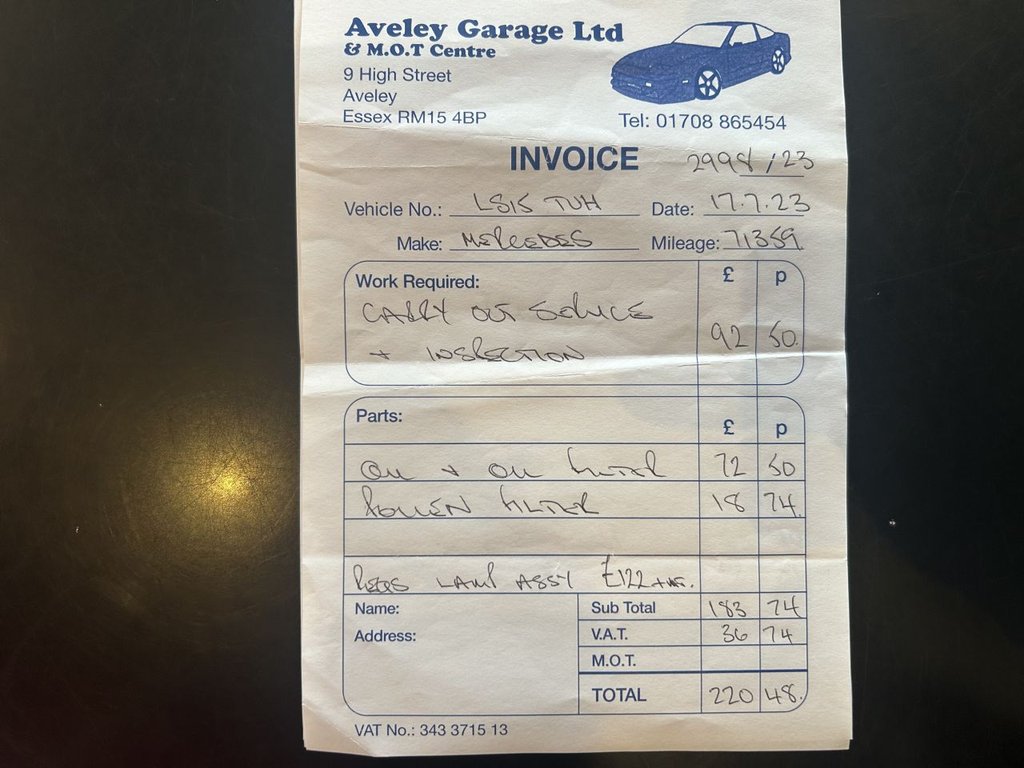 Aveley Garage Ltd
& M.O.T Centre
9 High Street
Aveley
Essex RM15 4BP
Tel: 01708 865454
INVOICE 2998/23
Vehicle No.: LS15 TUH Date: 17.7.23
Make: MERCEDES Mileage: 71359
Work Required: £ p
CARRY OUT SERVICE
+ INSPECTION 92 50
Parts: £ p
OIL + OIL FILTER 72 50
POLLEN FILTER 18 74
LAMP ASSY £122 +
Name: Sub Total 183 74
Address: V.A.T. 36 74
M.O.T.
TOTAL 220 48
VAT No.: 343 3715 13